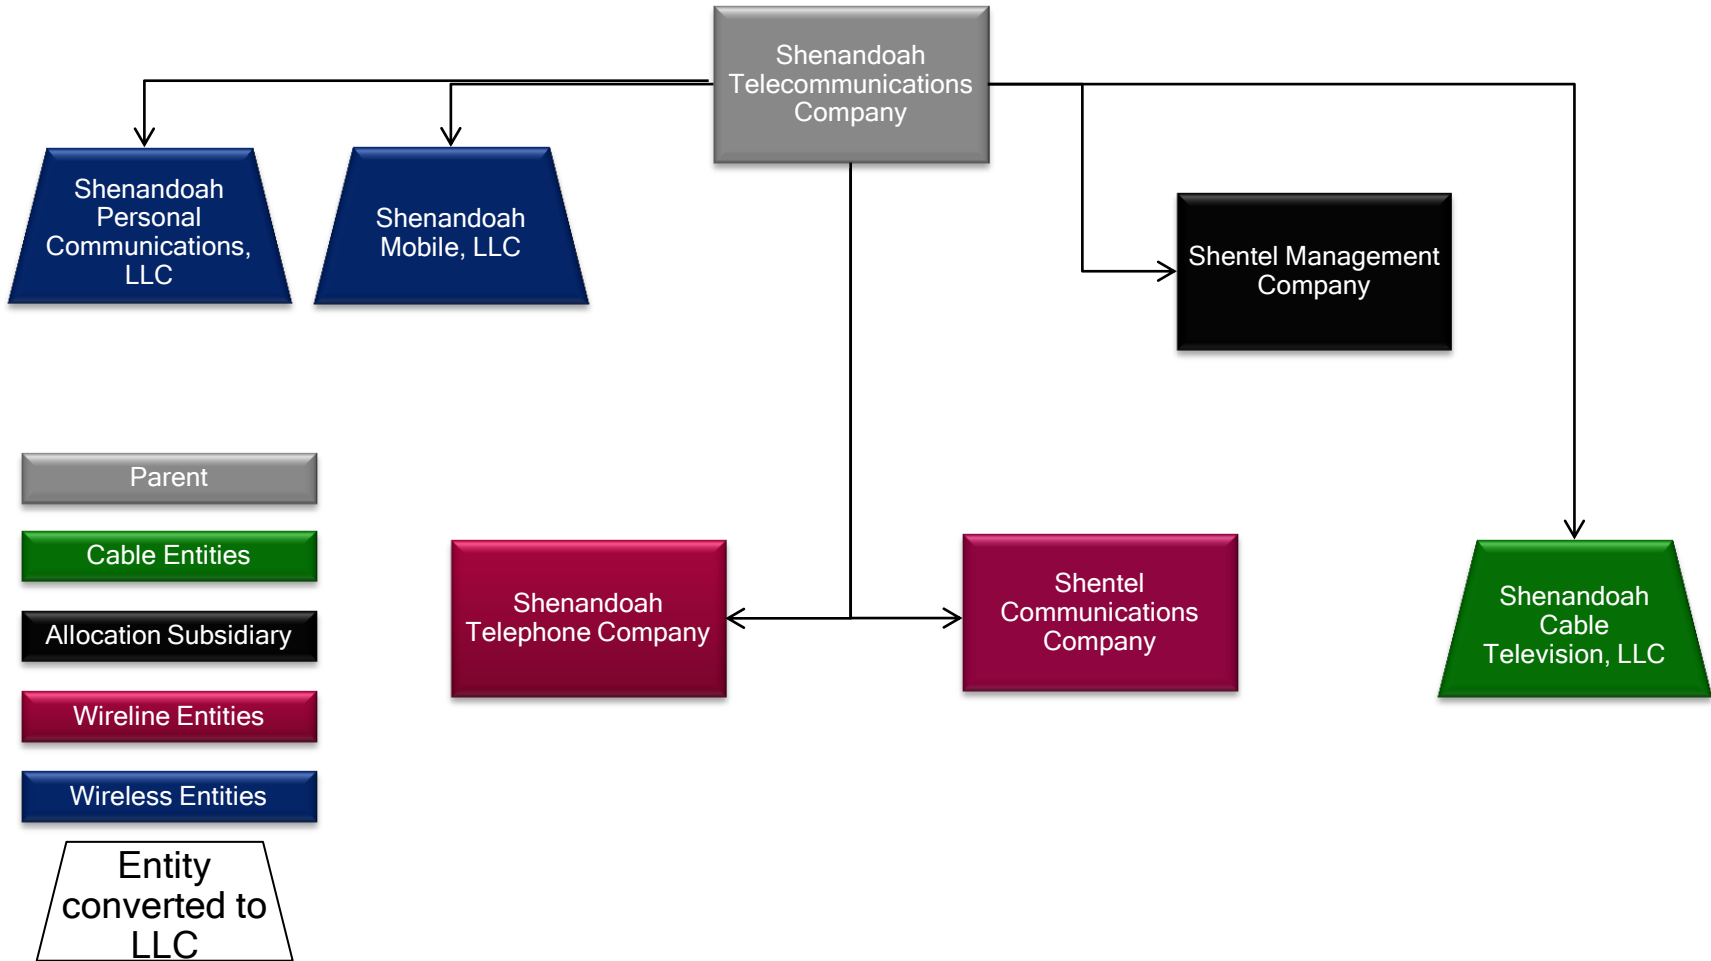 Shenandoah
Telecommunications
Company
Shenandoah
Personal
Communications,
LLC
Shenandoah
Mobile, LLC
Shentel Management
Company
Parent
Cable Entities
Allocation Subsidiary
Wireline Entities
Wireless Entities
Entity
converted to
LLC
Shenandoah
Telephone Company
Shentel
Communications
Company
Shenandoah
Cable
Television, LLC